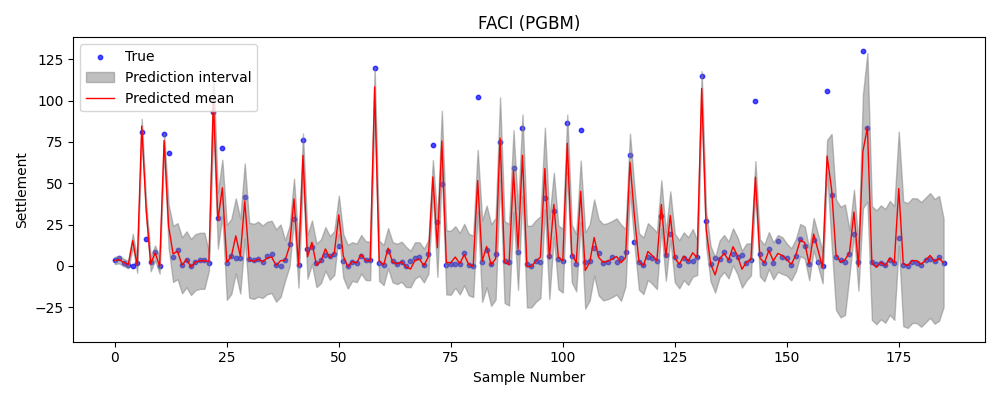 FACI (PGBM)
True
Prediction interval
Predicted mean
Settlement
125
100
75
50
25
0
−25
0 25 50 75 100 125 150 175
Sample Number